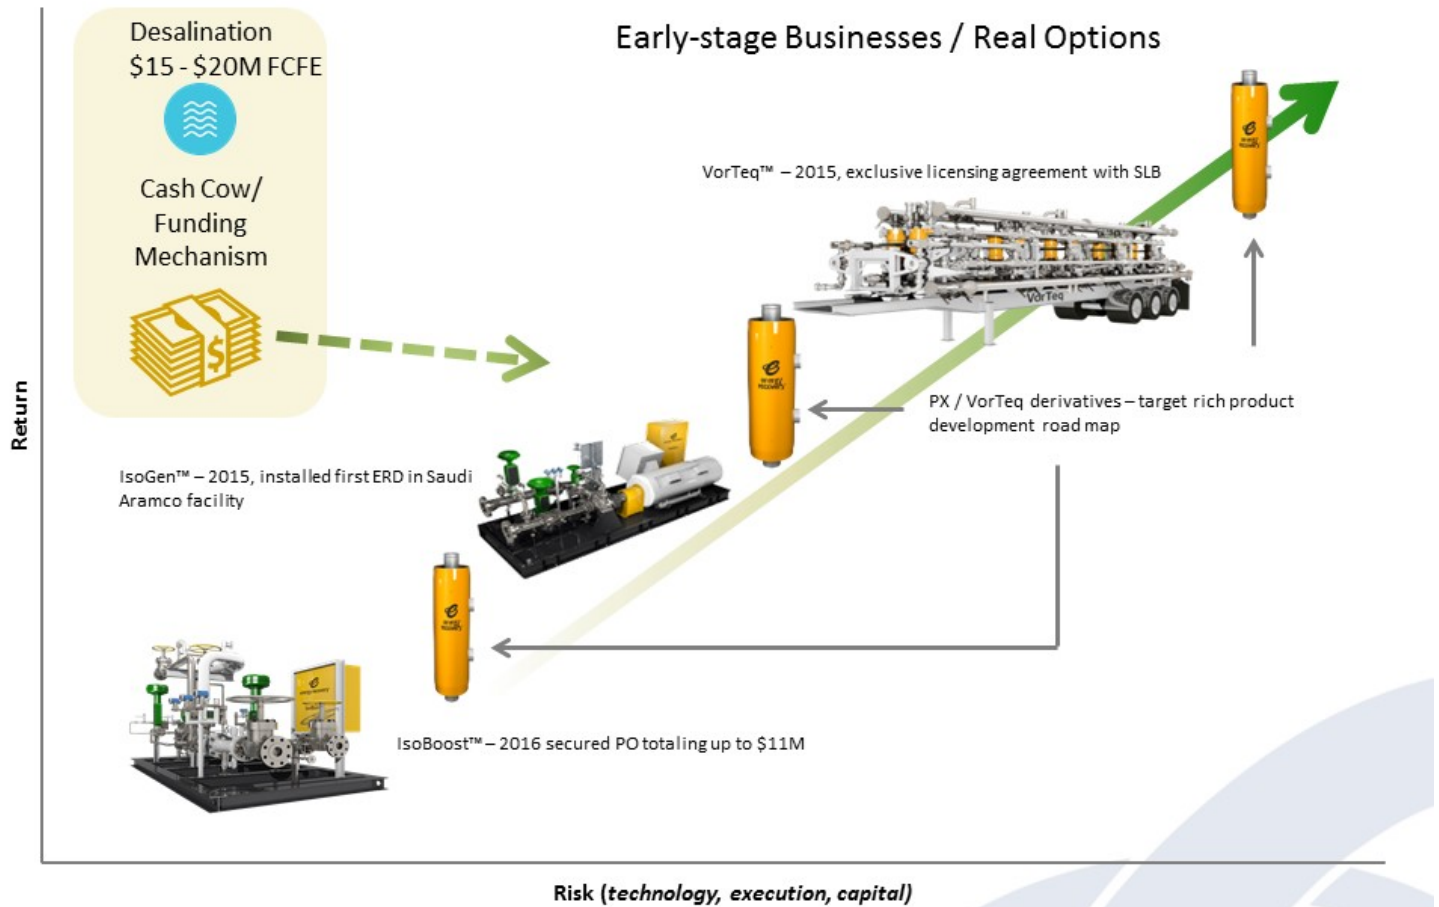 Early-stage Businesses / Real Options
Desalination
$15 - $20M FCFE
Cash Cow/
Funding
Mechanism
$
VorTeq™ – 2015, exclusive licensing agreement with SLB
VorTeq
PX / VorTeq derivatives – target rich product
development road map
IsoGen™ – 2015, installed first ERD in Saudi
Aramco facility
IsoBoost™ – 2016 secured PO totaling up to $11M
Return
Risk (technology, execution, capital)